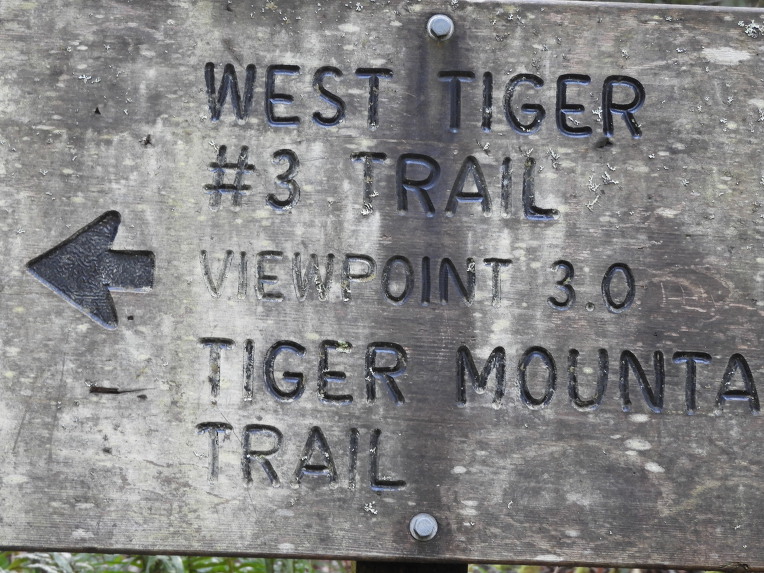 WEST TIGER
#3 TRAIL
VIEWPOINT 3.0
TIGER MOUNTA
TRAIL